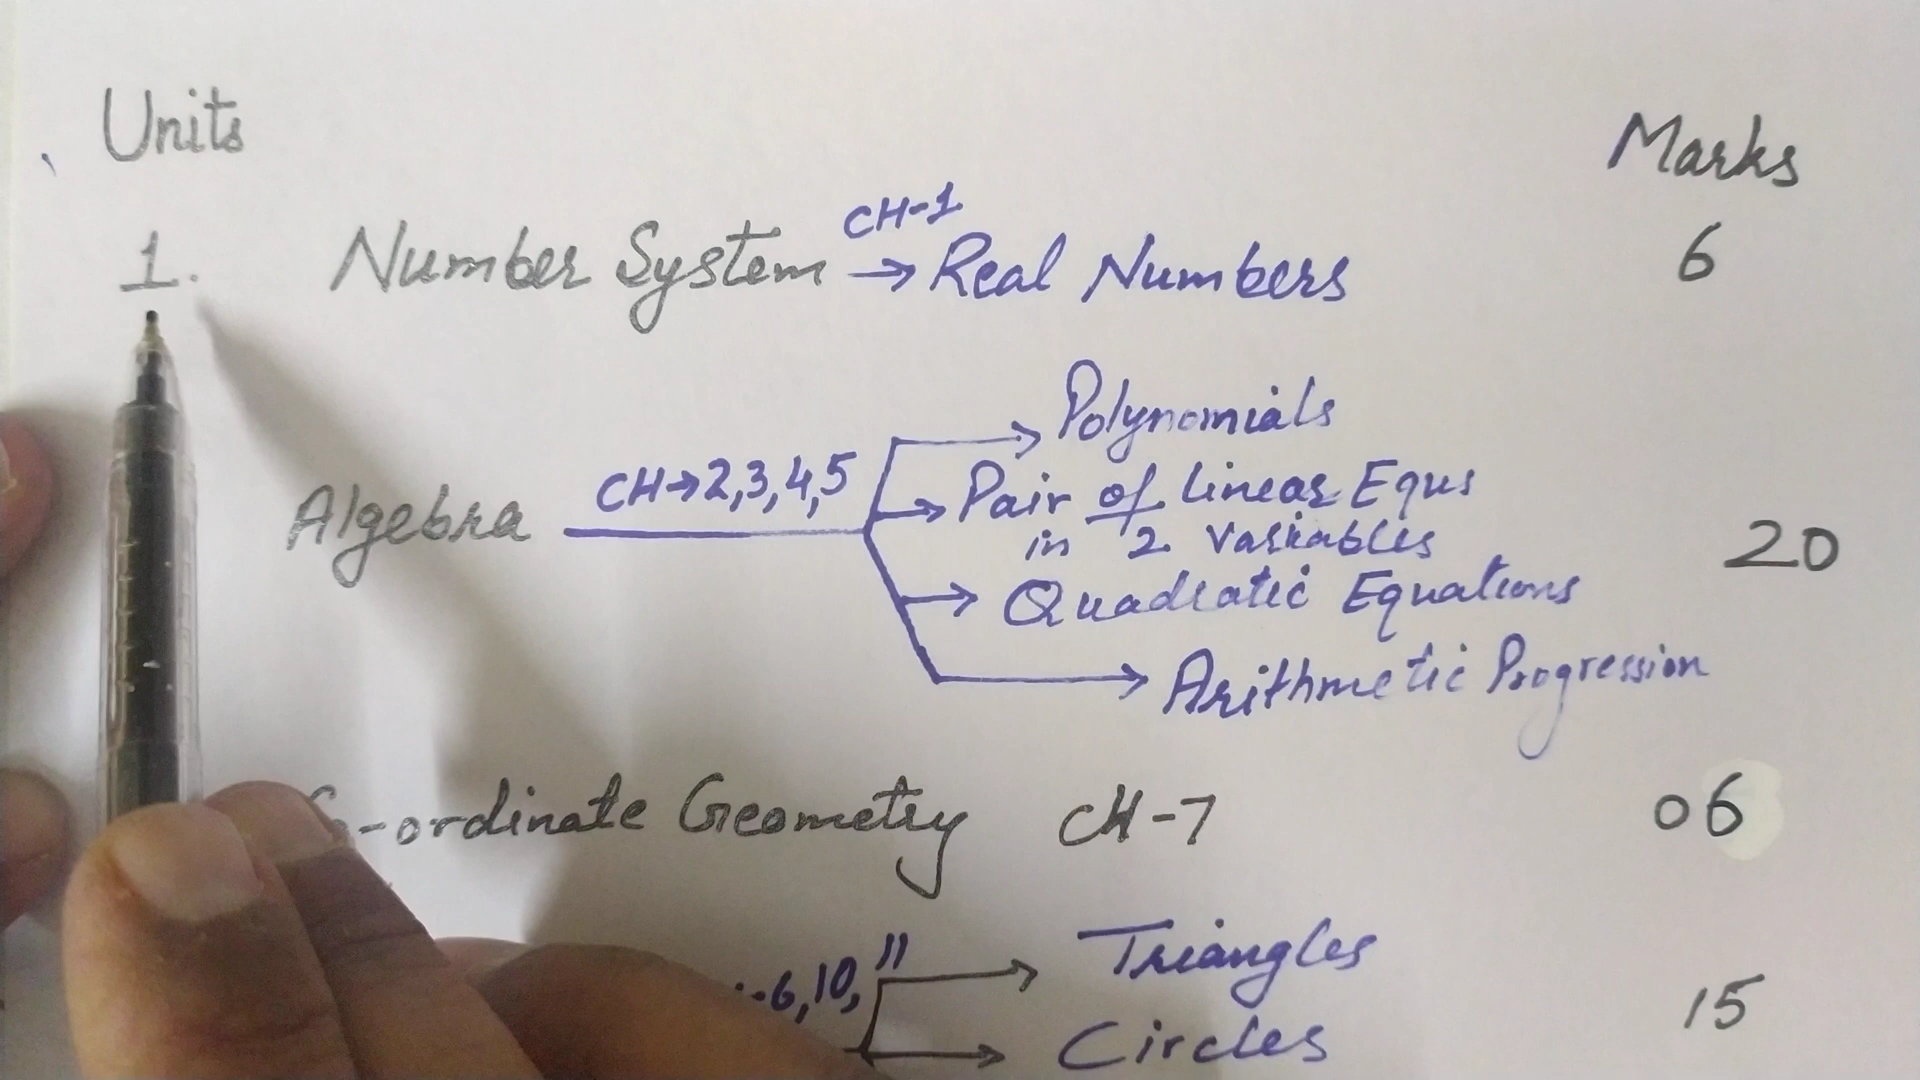 Units Marks
1. Number System CH-1 → Real Numbers 6
Algebra CH→2,3,4,5 → Polynomials
→ Pair of linear Equs
in 2 variables 20
→ Quadratic Equations
→ Arithmetic Progression
-ordinate Geometry CH-7 06
-6,10,11 → Triangles
→ Circles 15